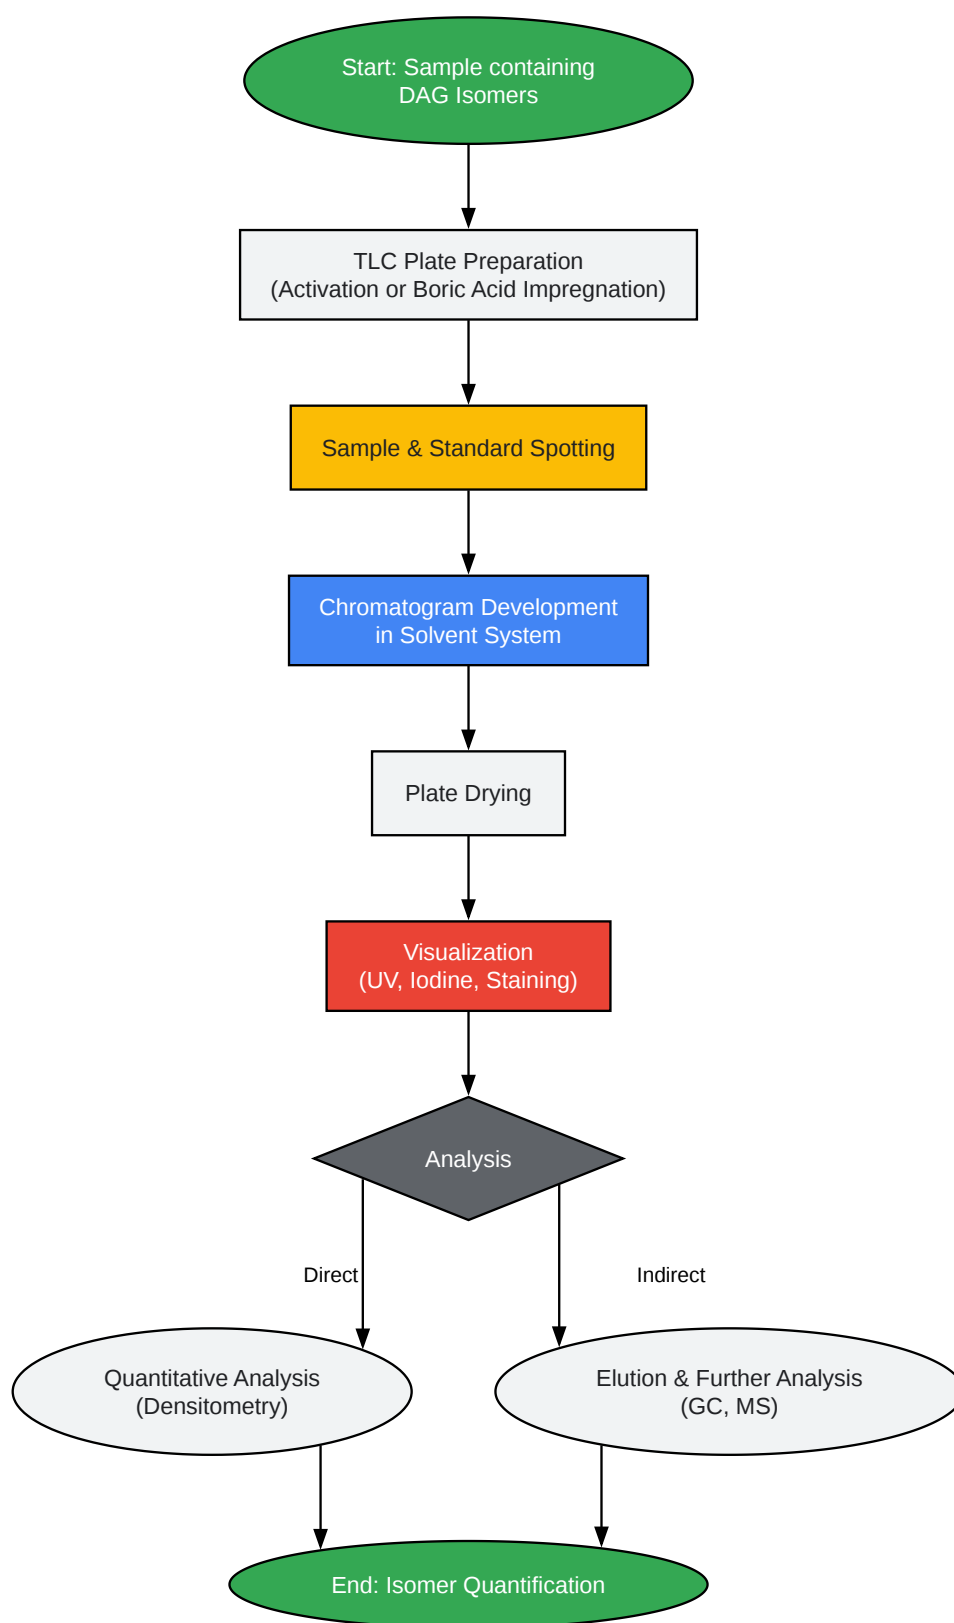 Start: Sample containing
DAG Isomers
TLC Plate Preparation
(Activation or Boric Acid Impregnation)
Sample & Standard Spotting
Chromatogram Development
in Solvent System
Plate Drying
Visualization
(UV, Iodine, Staining)
Analysis
Direct
Indirect
Quantitative Analysis
(Densitometry)
Elution & Further Analysis
(GC, MS)
End: Isomer Quantification